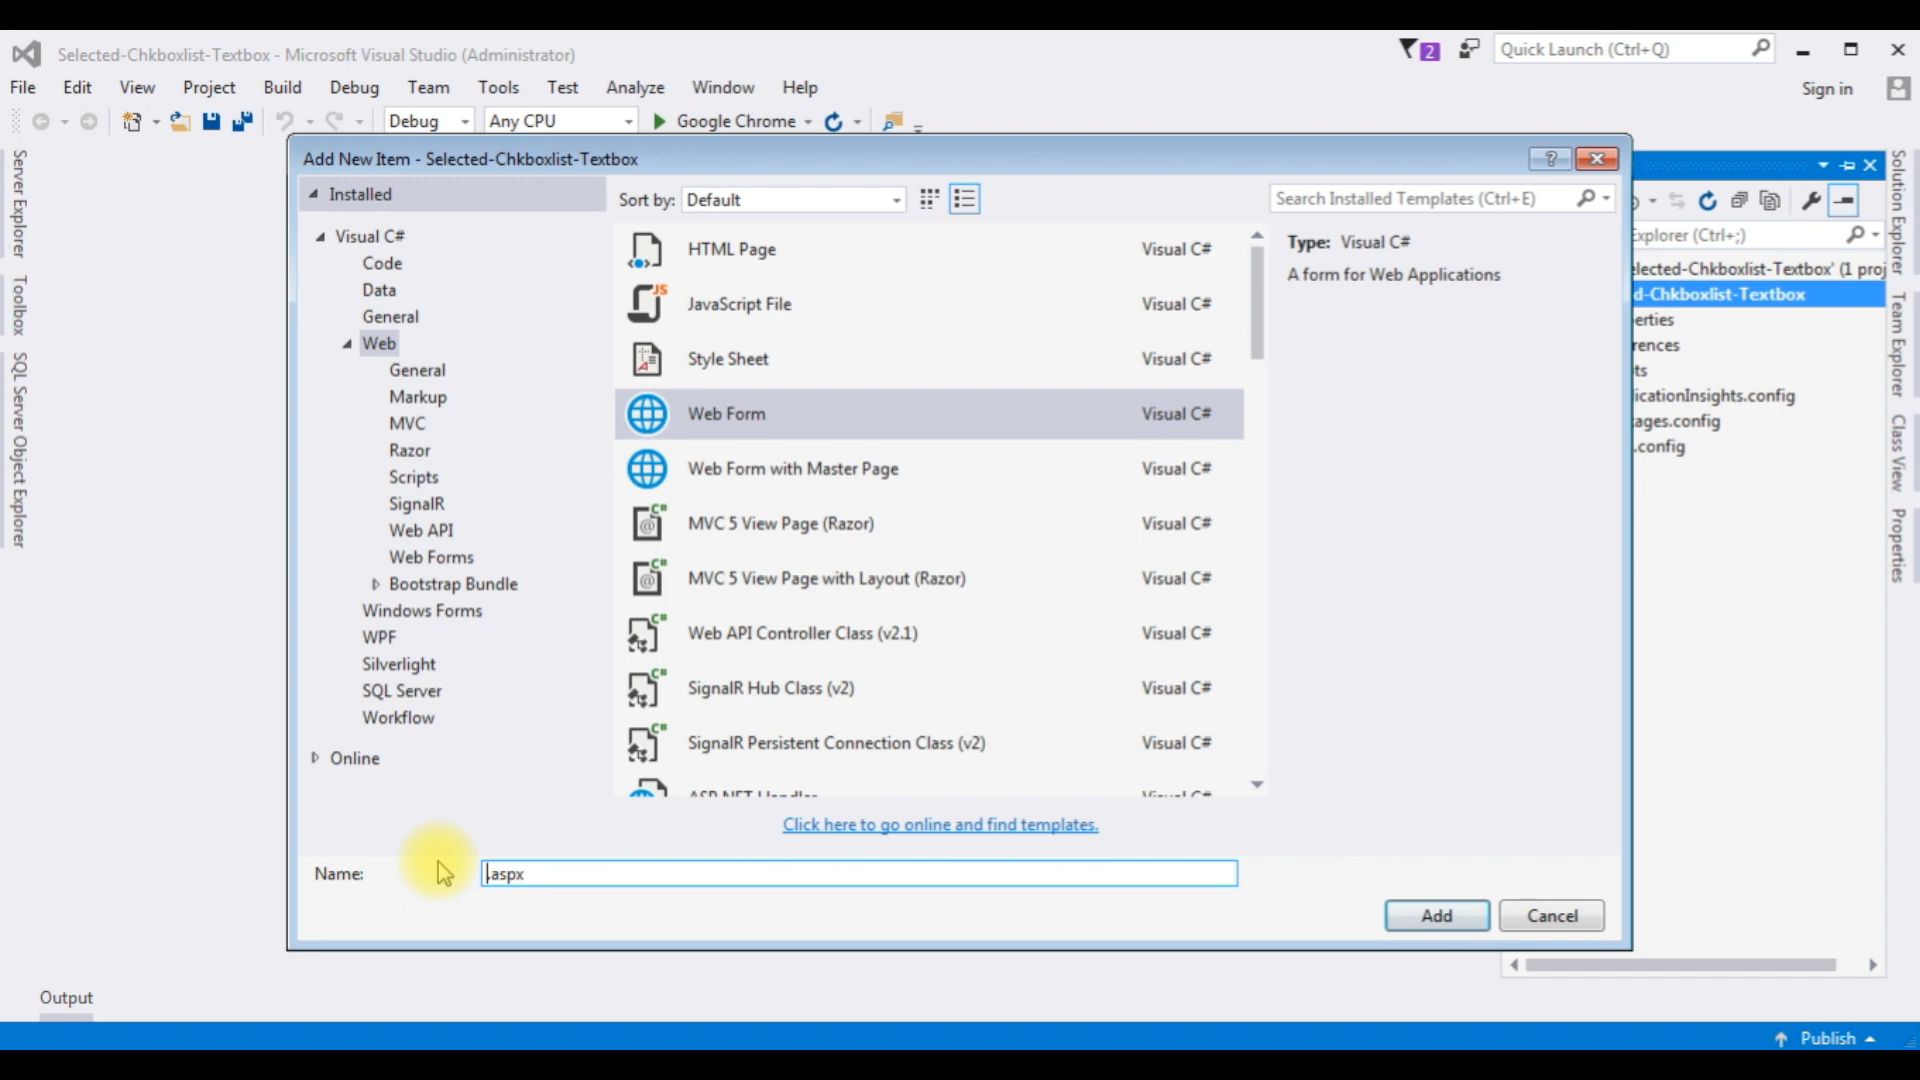 Selected-Chkboxlist-Textbox - Microsoft Visual Studio (Administrator)
2
Quick Launch (Ctrl+Q)
File Edit View Project Build Debug Team Tools Test Analyze Window Help
Sign in
Debug Any CPU Google Chrome
Server Explorer
Toolbox
SQL Server Object Explorer
Add New Item - Selected-Chkboxlist-Textbox
?
Installed
Sort by: Default
Search Installed Templates (Ctrl+E)
Visual C#
Code
Data
General
Web
General
Markup
MVC
Razor
Scripts
SignalR
Web API
Web Forms
Bootstrap Bundle
Windows Forms
WPF
Silverlight
SQL Server
Workflow
Online
HTML Page Visual C#
JS
JavaScript File Visual C#
Style Sheet Visual C#
Web Form Visual C#
Web Form with Master Page Visual C#
C#
MVC 5 View Page (Razor) Visual C#
C#
MVC 5 View Page with Layout (Razor) Visual C#
C#
Web API Controller Class (v2.1) Visual C#
C#
SignalR Hub Class (v2) Visual C#
C#
SignalR Persistent Connection Class (v2) Visual C#
ASP.NET Handler Visual C#
Type: Visual C#
A form for Web Applications
Click here to go online and find templates.
Name: .aspx
Add Cancel
Explorer (Ctrl+;)
lected-Chkboxlist-Textbox' (1 proj
d-Chkboxlist-Textbox
erties
rences
ts
icationInsights.config
ages.config
.config
Solution Explorer
Team Explorer
Class View
Properties
Output
Publish